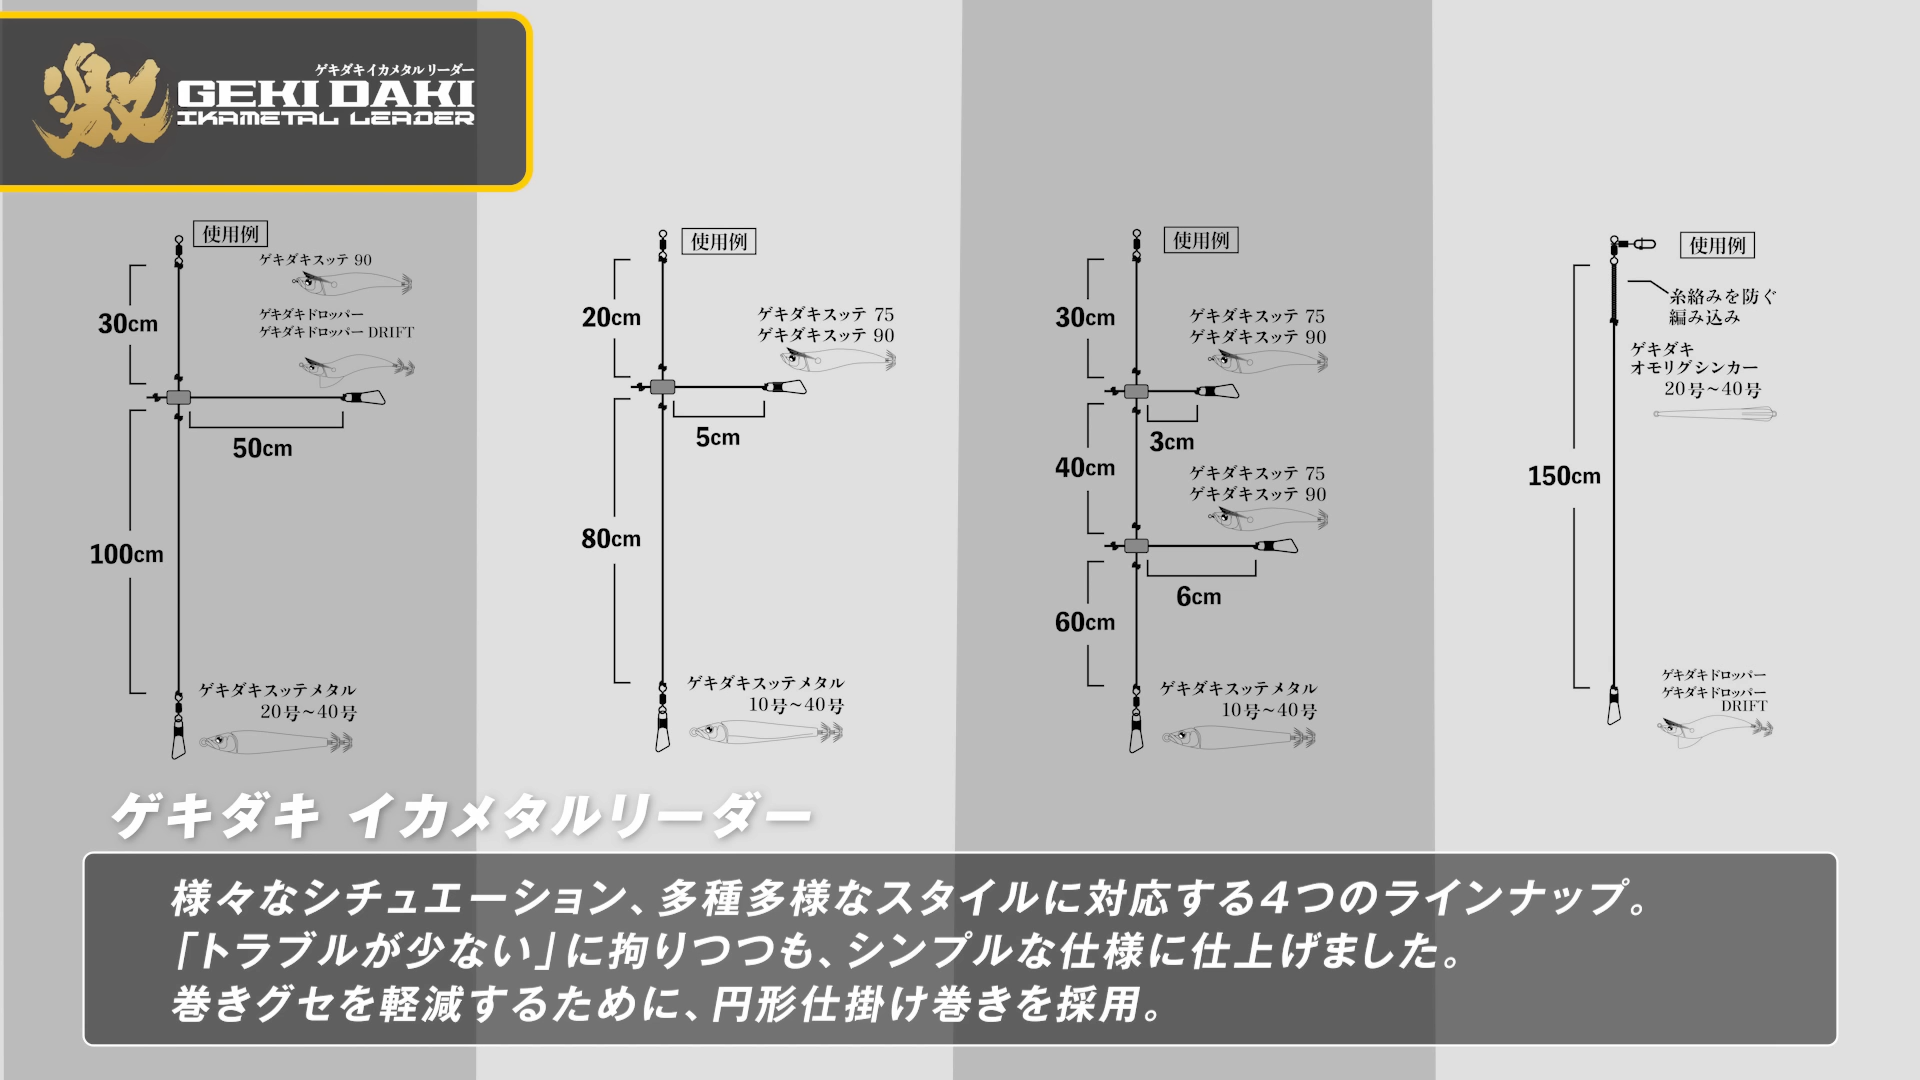 激
ゲキダキイカメタルリーダー
GEKI DAKI
IKAMETAL LEADER
使用例
ゲキダキスッテ 90
ゲキダキドロッパー
ゲキダキドロッパー DRIFT
30cm
50cm
100cm
ゲキダキスッテメタル
20号~40号
使用例
20cm
ゲキダキスッテ 75
ゲキダキスッテ 90
5cm
80cm
ゲキダキスッテメタル
10号~40号
使用例
30cm
ゲキダキスッテ 75
ゲキダキスッテ 90
3cm
40cm
ゲキダキスッテ 75
ゲキダキスッテ 90
6cm
60cm
ゲキダキスッテメタル
10号~40号
使用例
糸絡みを防ぐ
編み込み
ゲキダキ
オモリグシンカー
20号~40号
150cm
ゲキダキドロッパー
ゲキダキドロッパー
DRIFT
ゲキダキ イカメタルリーダー
様々なシチュエーション、多種多様なスタイルに対応する4つのラインナップ。
「トラブルが少ない」に拘りつつも、シンプルな仕様に仕上げました。
巻きグセを軽減するために、円形仕掛け巻きを採用。